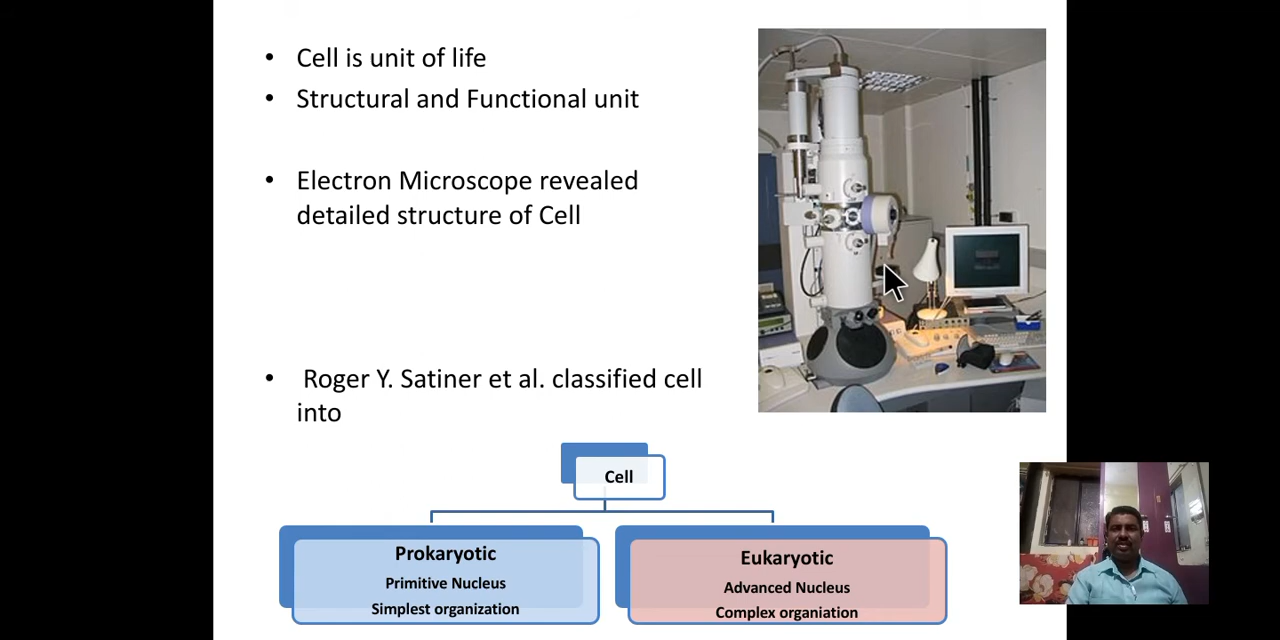 • Cell is unit of life
• Structural and Functional unit
• Electron Microscope revealed
detailed structure of Cell
• Roger Y. Satiner et al. classified cell
into
Cell
Prokaryotic
Primitive Nucleus
Simplest organization
Eukaryotic
Advanced Nucleus
Complex organiation